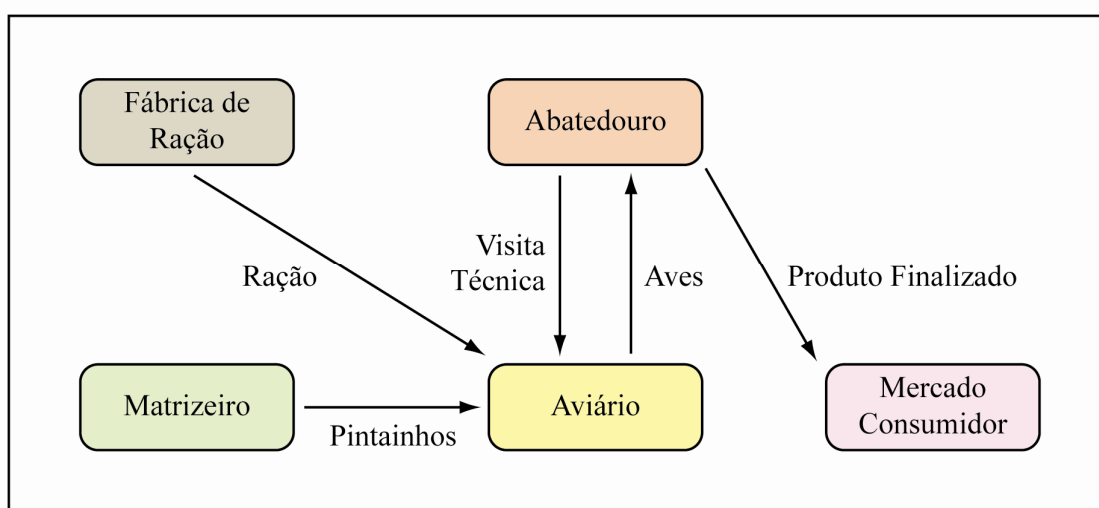 Fábrica de
Ração
Abatedouro
Visita
Técnica
Ração
Aves
Produto Finalizado
Matrizeiro
Pintainhos
Aviário
Mercado
Consumidor